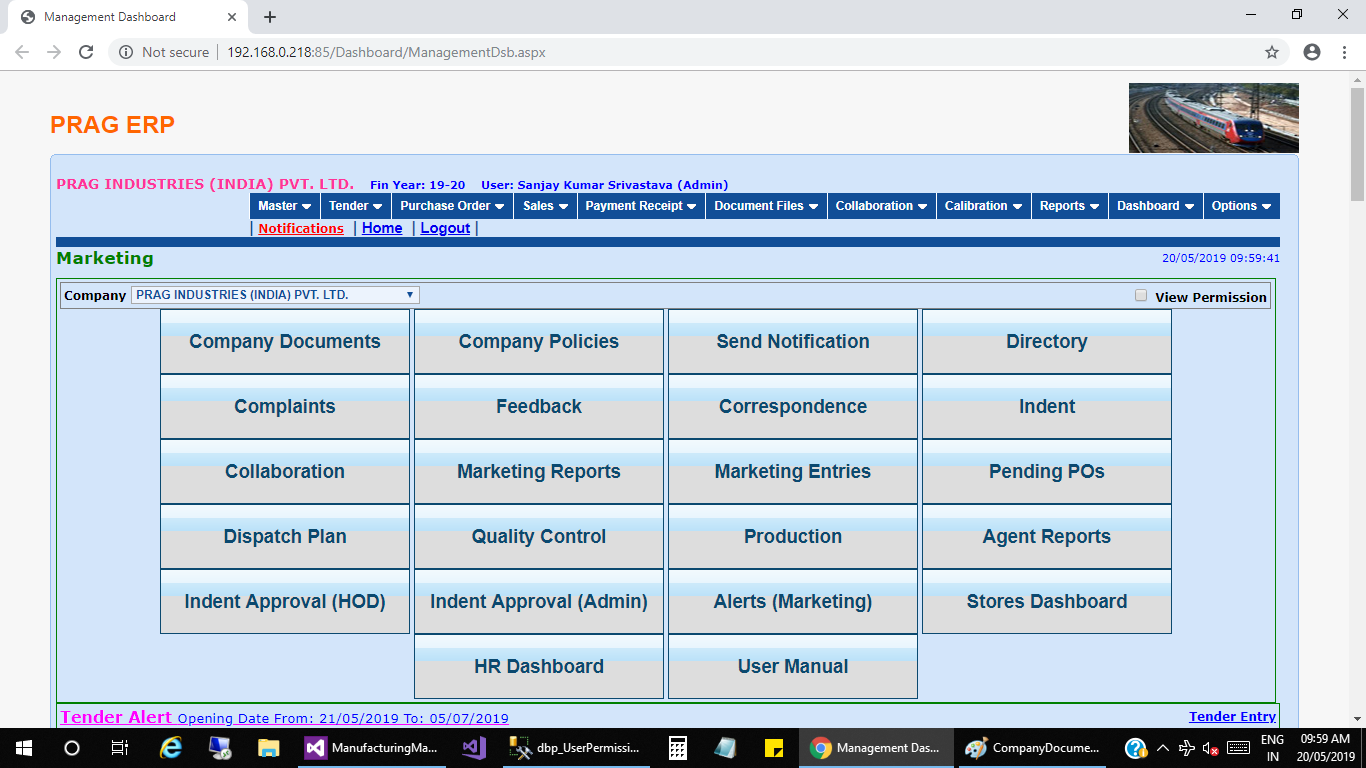 Management Dashboard
Not secure | 192.168.0.218:85/Dashboard/ManagementDsb.aspx
PRAG ERP
PRAG INDUSTRIES (INDIA) PVT. LTD. Fin Year: 19-20 User: Sanjay Kumar Srivastava (Admin)
Master Tender Purchase Order Sales Payment Receipt Document Files Collaboration Calibration Reports Dashboard Options
| Notifications | Home | Logout |
Marketing 20/05/2019 09:59:41
Company PRAG INDUSTRIES (INDIA) PVT. LTD. View Permission
Company Documents Company Policies Send Notification Directory
Complaints Feedback Correspondence Indent
Collaboration Marketing Reports Marketing Entries Pending POs
Dispatch Plan Quality Control Production Agent Reports
Indent Approval (HOD) Indent Approval (Admin) Alerts (Marketing) Stores Dashboard
HR Dashboard User Manual
Tender Alert Opening Date From: 21/05/2019 To: 05/07/2019 Tender Entry
ManufacturingMa... dbp_UserPermissi... Management Das... CompanyDocume... ENG 09:59 AM
IN 20/05/2019